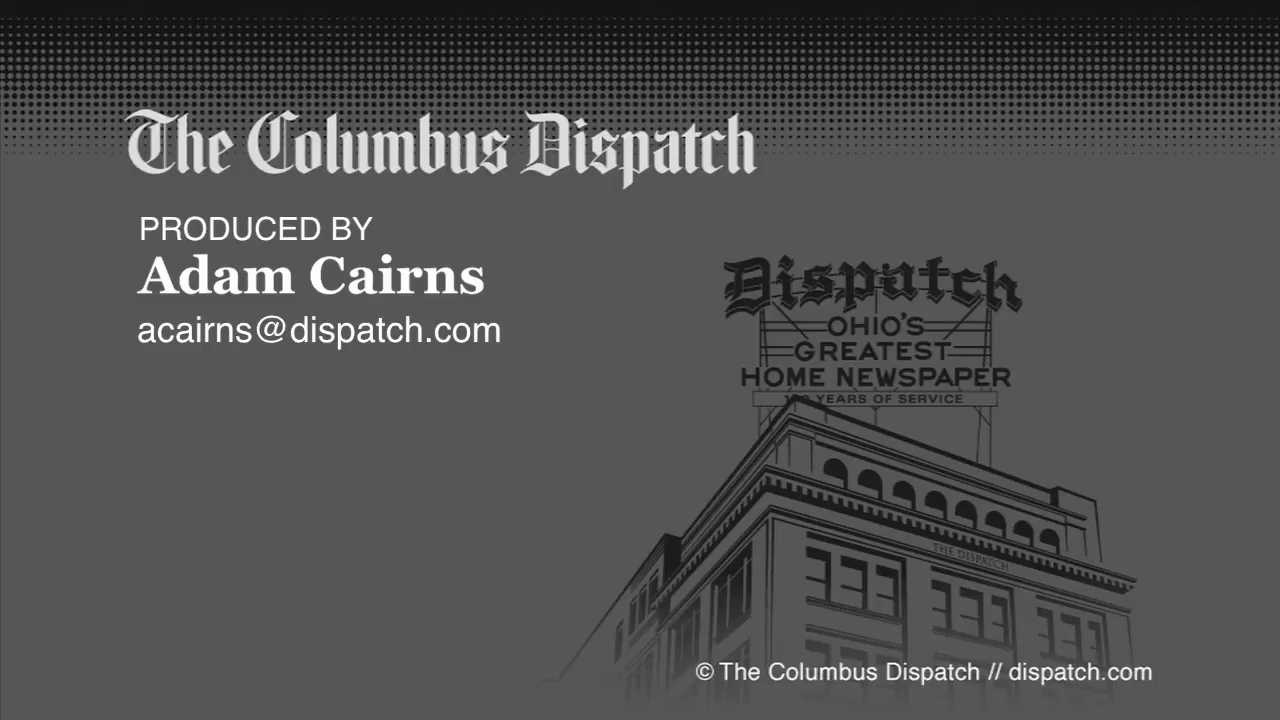 The Columbus Dispatch
PRODUCED BY
Adam Cairns
acairns@dispatch.com
Dispatch
OHIO'S
GREATEST
HOME NEWSPAPER
YEARS OF SERVICE
THE DISPATCH
© The Columbus Dispatch // dispatch.com